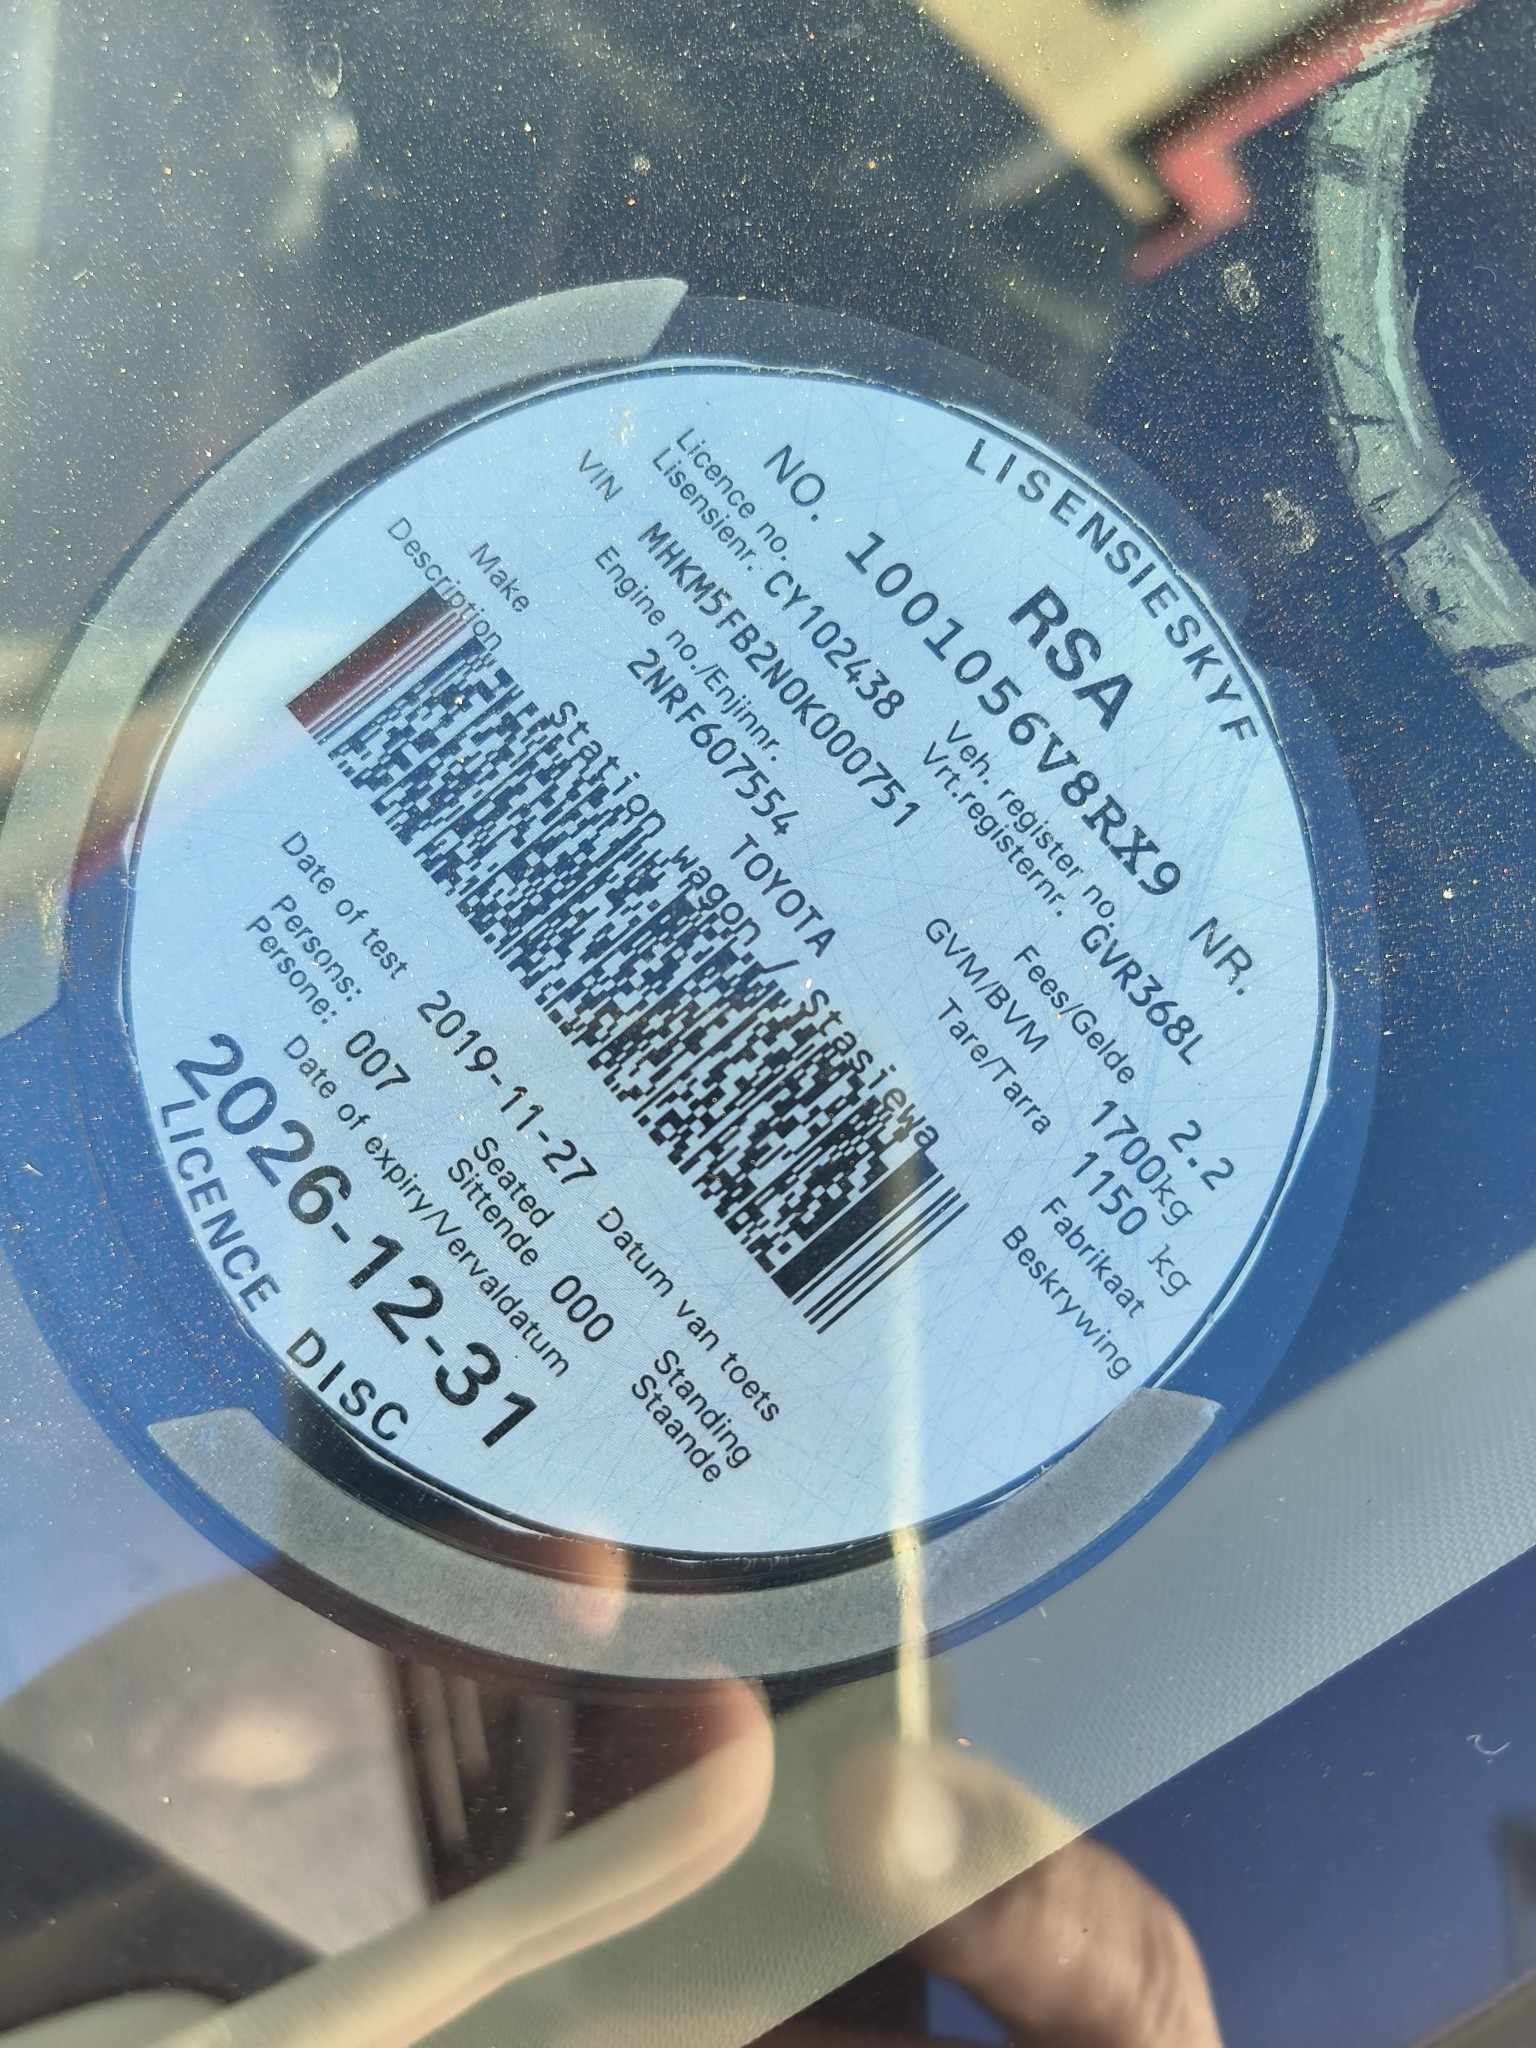 LISENSIESKYF
RSA
NO. 1001056V8RX9 NR.
Licence no. Veh. register no.
Lisensienr. CY102438 Vrt.registernr. GVR368L
VIN MHKM5FB2N0K000751 Fees/Gelde 2.2
Engine no./Enjinnr. GVM/BVM 1700kg
2NRF607554 Tare/Tarra 1150 kg
Make TOYOTA Fabrikaat
Description Station wagon/Stasiewa Beskrywing
Date of test 2019-11-27 Datum van toets
Persons: Seated Standing
Persone: 007 Sittende 000 Staande
Date of expiry/Vervaldatum
2026-12-31
LICENCE DISC